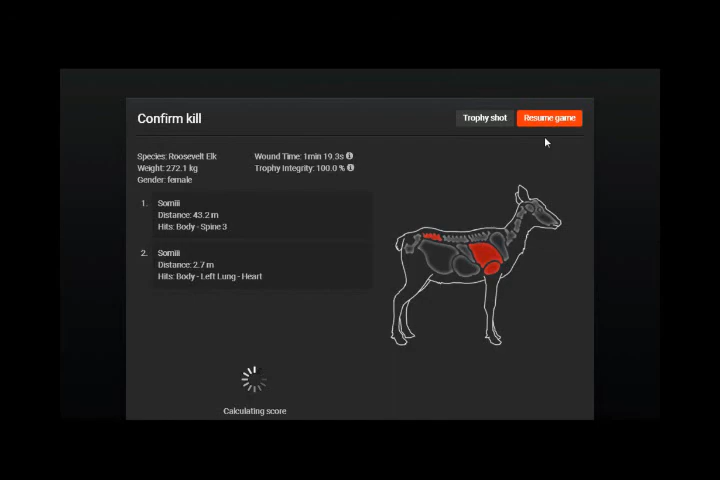 Confirm kill
Trophy shot
Resume game
Species: Roosevelt Elk
Wound Time: 1min 19.3s
Weight: 272.1 kg
Trophy Integrity: 100.0 %
Gender: female
1. Somiii
Distance: 43.2 m
Hits: Body - Spine 3
2. Somiii
Distance: 2.7 m
Hits: Body - Left Lung - Heart
Calculating score